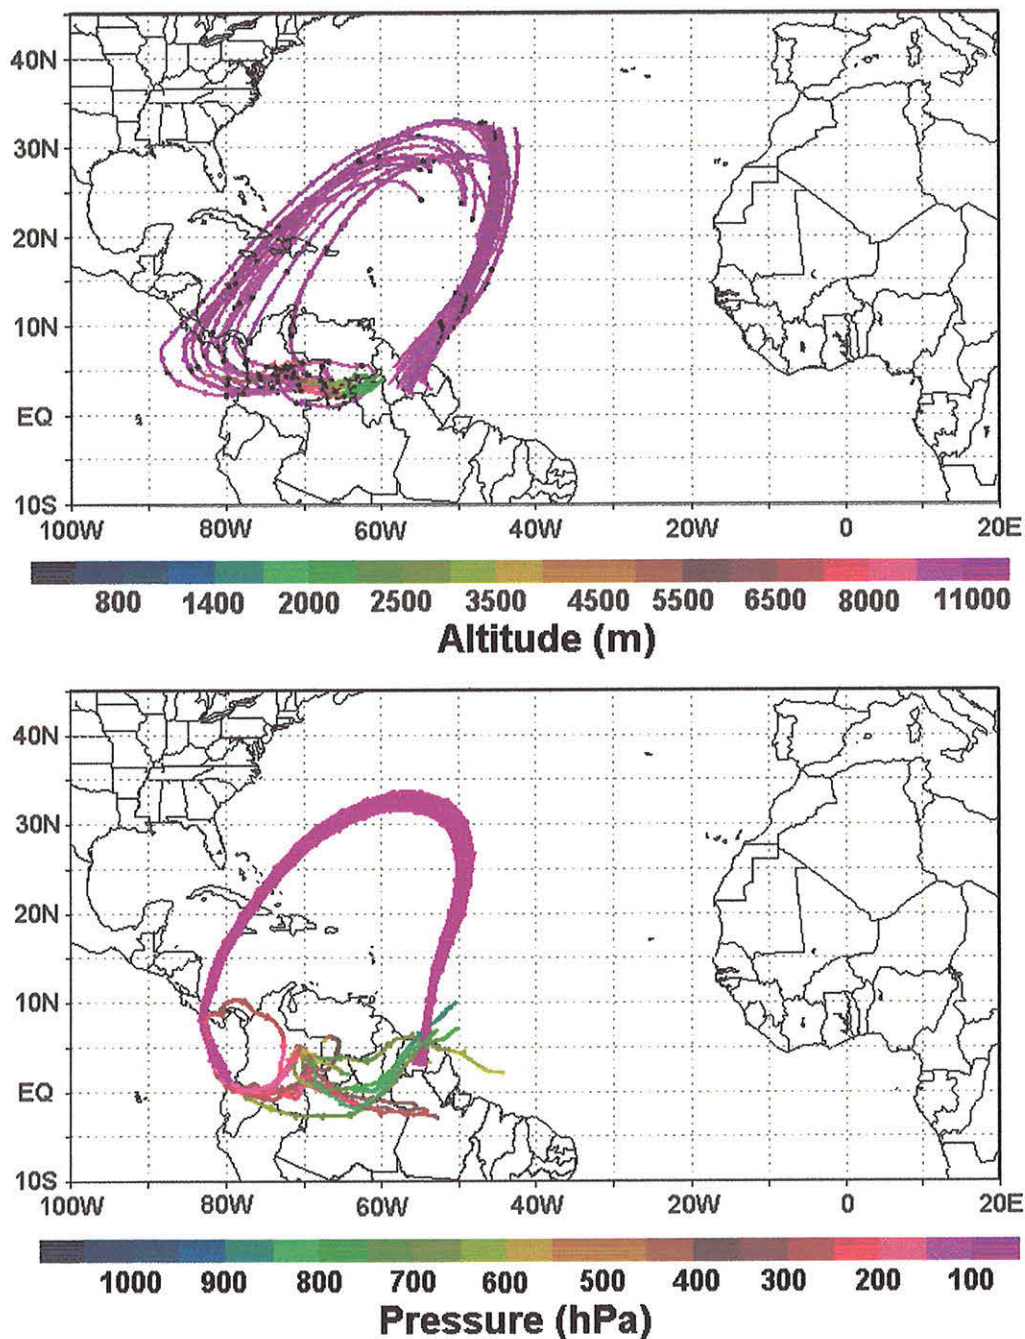 40N
30N
20N
10N
EQ
10S
100W 80W 60W 40W 20W 0 20E
800 1400 2000 2500 3500 4500 5500 6500 8000 11000
Altitude (m)
40N
30N
20N
10N
EQ
10S
100W 80W 60W 40W 20W 0 20E
1000 900 800 700 600 500 400 300 200 100
Pressure (hPa)